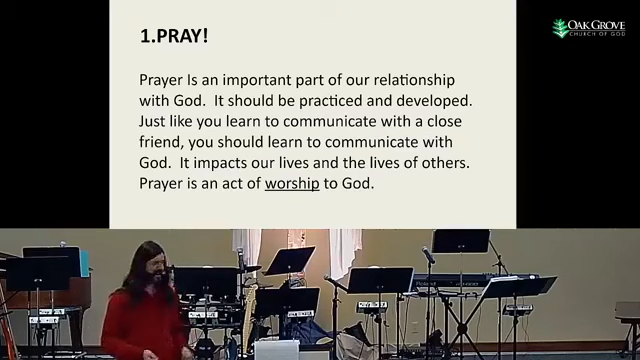 1.PRAY!
OAK GROVE
CHURCH OF GOD
Prayer Is an important part of our relationship
with God. It should be practiced and developed.
Just like you learn to communicate with a close
friend, you should learn to communicate with
God. It impacts our lives and the lives of others.
Prayer is an act of worship to God.